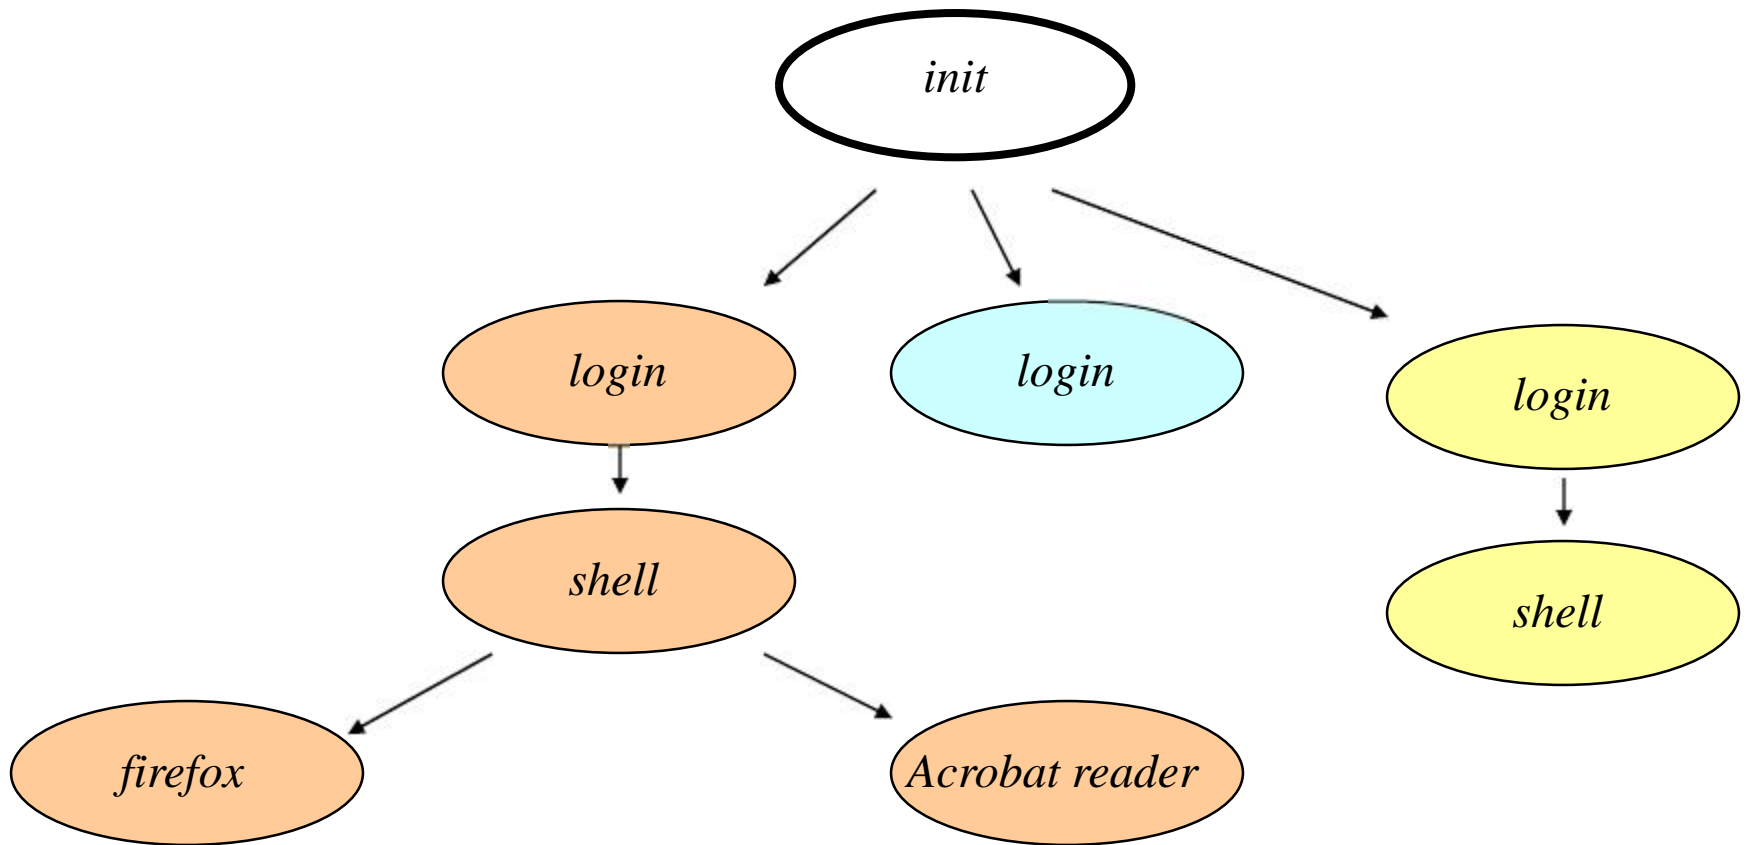 init
login
login
login
shell
shell
firefox
Acrobat reader